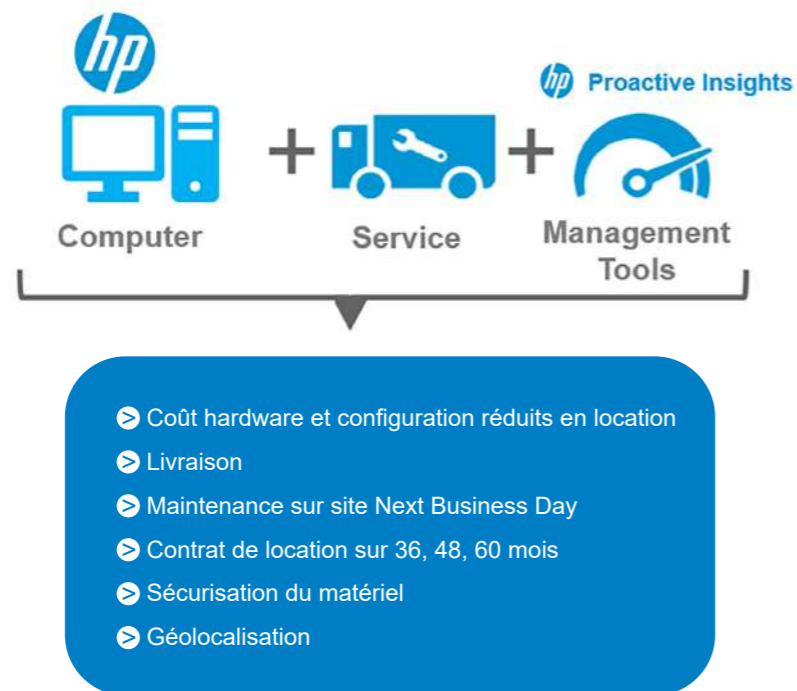 hp
hp Proactive Insights
Computer
Service
Management
Tools
Coût hardware et configuration réduits en location
Livraison
Maintenance sur site Next Business Day
Contrat de location sur 36, 48, 60 mois
Sécurisation du matériel
Géolocalisation